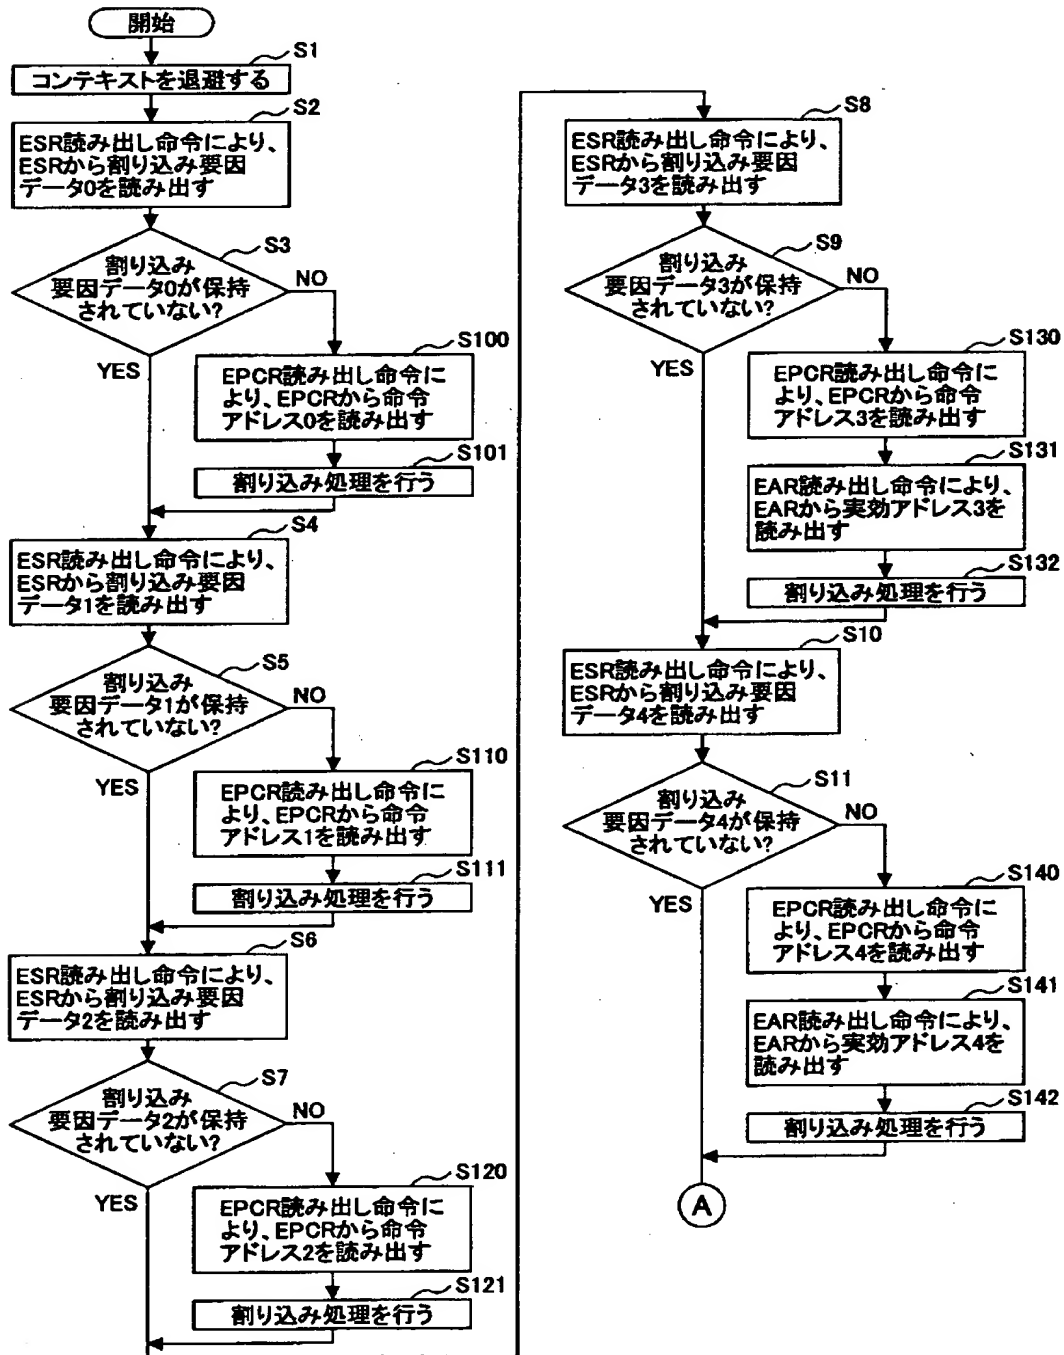 開始
S1
コンテキストを退避する
S2
ESR読み出し命令により、
ESRから割り込み要因
データ0を読み出す
S3
割り込み
要因データ0が保持
されていない?
NO
YES
S100
EPCR読み出し命令に
より、EPCRから命令
アドレス0を読み出す
S101
割り込み処理を行う
S4
ESR読み出し命令により、
ESRから割り込み要因
データ1を読み出す
S5
割り込み
要因データ1が保持
されていない?
NO
YES
S110
EPCR読み出し命令に
より、EPCRから命令
アドレス1を読み出す
S111
割り込み処理を行う
S6
ESR読み出し命令により、
ESRから割り込み要因
データ2を読み出す
S7
割り込み
要因データ2が保持
されていない?
NO
YES
S120
EPCR読み出し命令に
より、EPCRから命令
アドレス2を読み出す
S121
割り込み処理を行う
S8
ESR読み出し命令により、
ESRから割り込み要因
データ3を読み出す
S9
割り込み
要因データ3が保持
されていない?
NO
YES
S130
EPCR読み出し命令に
より、EPCRから命令
アドレス3を読み出す
S131
EAR読み出し命令により、
EARから実効アドレス3を
読み出す
S132
割り込み処理を行う
S10
ESR読み出し命令により、
ESRから割り込み要因
データ4を読み出す
S11
割り込み
要因データ4が保持
されていない?
NO
YES
S140
EPCR読み出し命令に
より、EPCRから命令
アドレス4を読み出す
S141
EAR読み出し命令により、
EARから実効アドレス4を
読み出す
S142
割り込み処理を行う
A